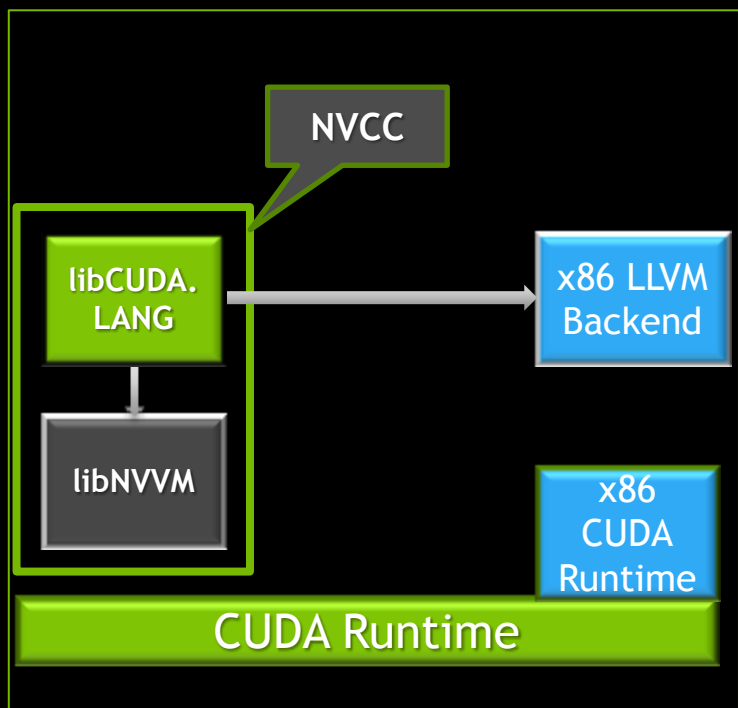 NVCC
libCUDA.
LANG
x86 LLVM
Backend
libNVVM
x86
CUDA
Runtime
CUDA Runtime